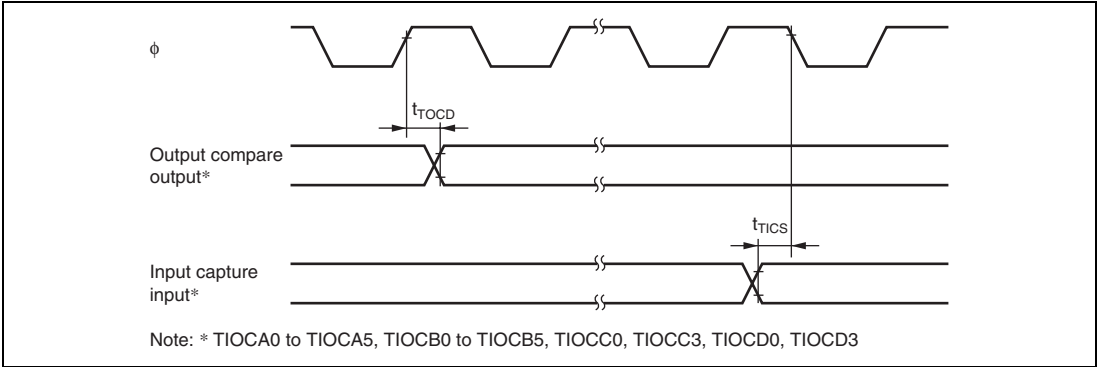 ϕ
tTOCD
Output compare
output*
tTICS
Input capture
input*
Note: * TIOCA0 to TIOCA5, TIOCB0 to TIOCB5, TIOCC0, TIOCC3, TIOCD0, TIOCD3